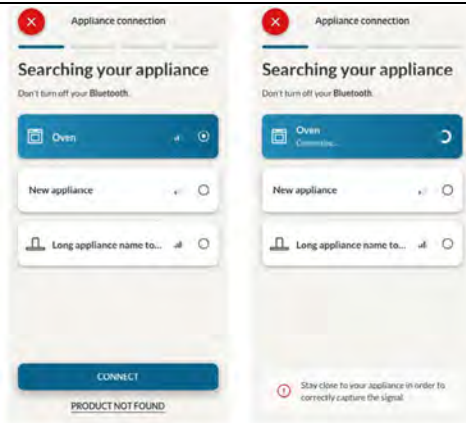 Appliance connection
Searching your appliance
Don't turn off your Bluetooth.
Oven
New appliance
Long appliance name to...
CONNECT
PRODUCT NOT FOUND
Appliance connection
Searching your appliance
Don't turn off your Bluetooth.
Oven
Connecting...
New appliance
Long appliance name to...
Stay close to your appliance in order to
correctly capture the signal.